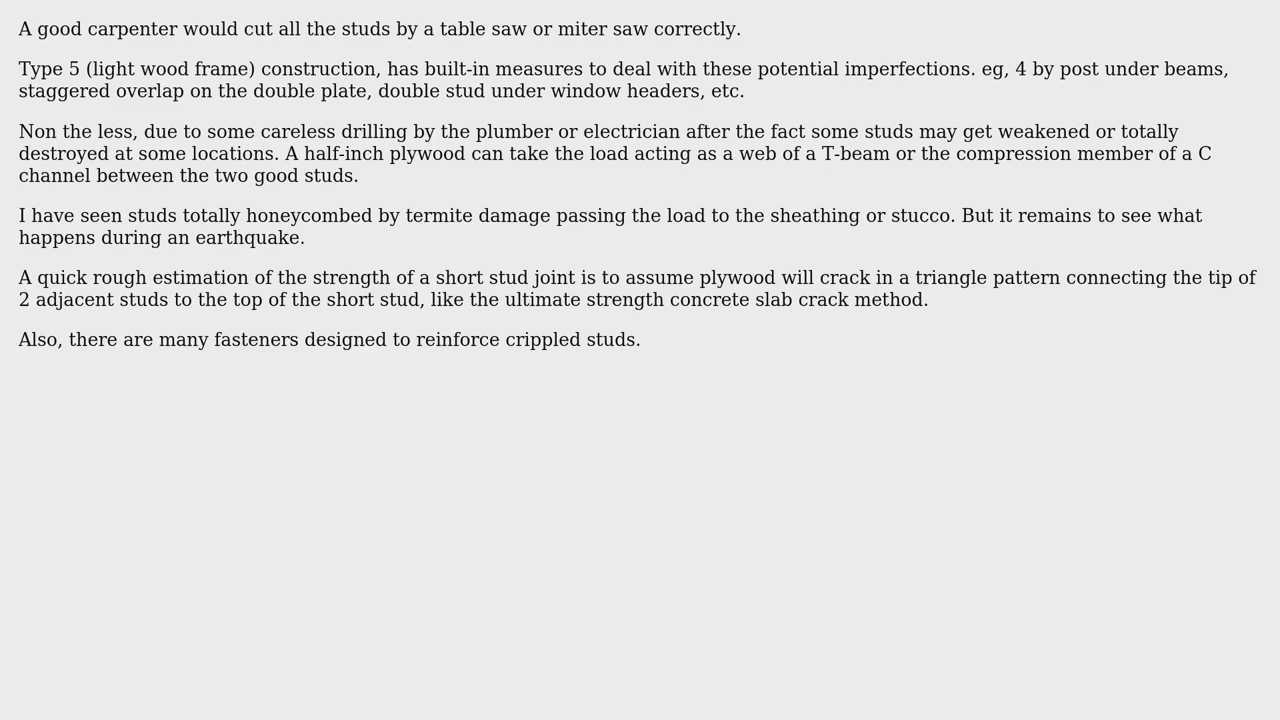 A good carpenter would cut all the studs by a table saw or miter saw correctly.
Type 5 (light wood frame) construction, has built-in measures to deal with these potential imperfections. eg, 4 by post under beams,
staggered overlap on the double plate, double stud under window headers, etc.
Non the less, due to some careless drilling by the plumber or electrician after the fact some studs may get weakened or totally
destroyed at some locations. A half-inch plywood can take the load acting as a web of a T-beam or the compression member of a C
channel between the two good studs.
I have seen studs totally honeycombed by termite damage passing the load to the sheathing or stucco. But it remains to see what
happens during an earthquake.
A quick rough estimation of the strength of a short stud joint is to assume plywood will crack in a triangle pattern connecting the tip of
2 adjacent studs to the top of the short stud, like the ultimate strength concrete slab crack method.
Also, there are many fasteners designed to reinforce crippled studs.